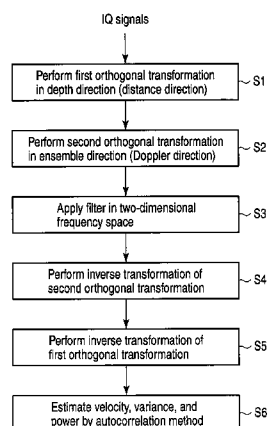 IQ signals
Perform first orthogonal transformation
in depth direction (distance direction)
S1
Perform second orthogonal transformation
in ensemble direction (Doppler direction)
S2
Apply filter in two-dimensional
frequency space
S3
Perform inverse transformation of
second orthogonal transformation
S4
Perform inverse transformation of
first orthogonal transformation
S5
Estimate velocity, variance, and
power by autocorrelation method
S6